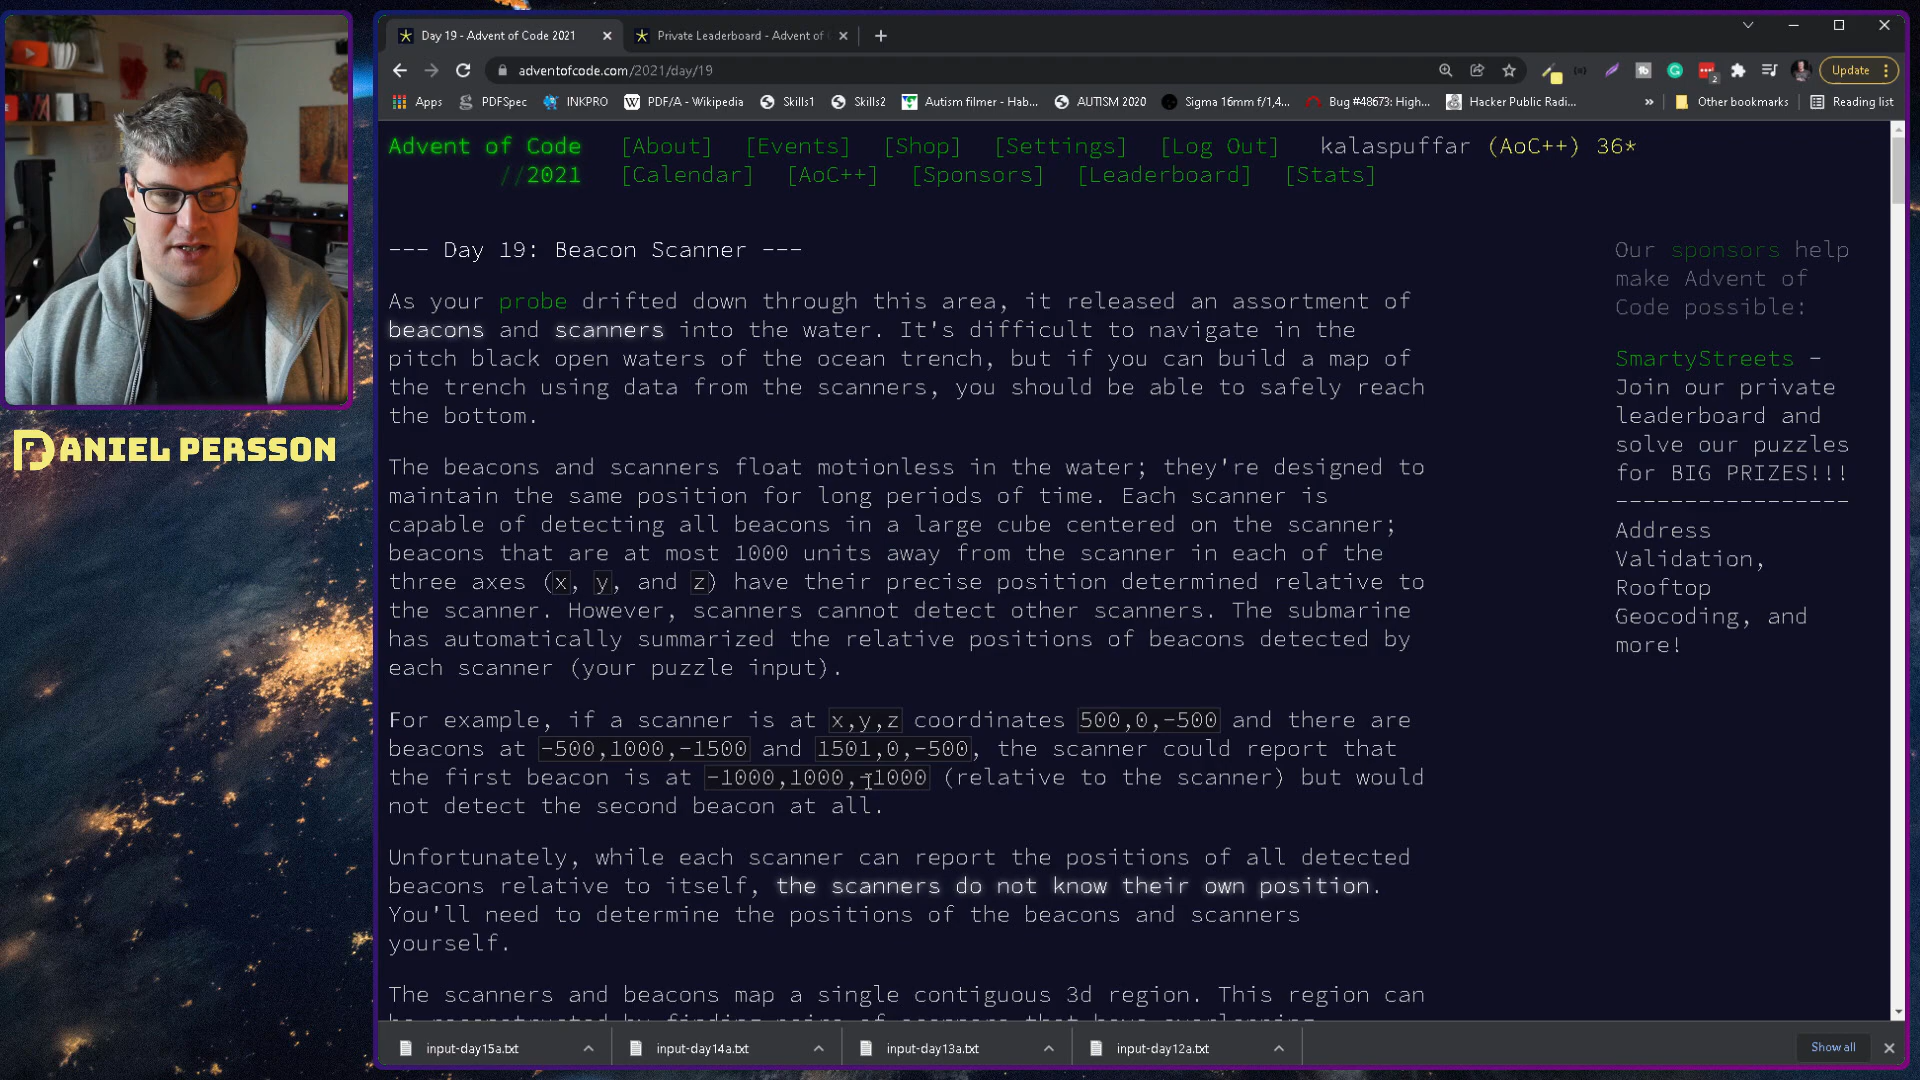 Day 19 - Advent of Code 2021
Private Leaderboard - Advent of
adventofcode.com/2021/day/19
Update
Apps
PDFSpec
INKPRO
PDF/A - Wikipedia
Skills1
Skills2
Autism filmer - Hab...
AUTISM 2020
Sigma 16mm f/1,4...
Bug #48673: High...
Hacker Public Radi...
»
Other bookmarks
Reading list
Advent of Code [About] [Events] [Shop] [Settings] [Log Out] kalaspuffar (AoC++) 36*
//2021 [Calendar] [AoC++] [Sponsors] [Leaderboard] [Stats]
--- Day 19: Beacon Scanner ---
As your probe drifted down through this area, it released an assortment of
beacons and scanners into the water. It's difficult to navigate in the
pitch black open waters of the ocean trench, but if you can build a map of
the trench using data from the scanners, you should be able to safely reach
the bottom.
The beacons and scanners float motionless in the water; they're designed to
maintain the same position for long periods of time. Each scanner is
capable of detecting all beacons in a large cube centered on the scanner;
beacons that are at most 1000 units away from the scanner in each of the
three axes (x, y, and z) have their precise position determined relative to
the scanner. However, scanners cannot detect other scanners. The submarine
has automatically summarized the relative positions of beacons detected by
each scanner (your puzzle input).
For example, if a scanner is at x,y,z coordinates 500,0,-500 and there are
beacons at -500,1000,-1500 and 1501,0,-500, the scanner could report that
the first beacon is at -1000,1000,-1000 (relative to the scanner) but would
not detect the second beacon at all.
Unfortunately, while each scanner can report the positions of all detected
beacons relative to itself, the scanners do not know their own position.
You'll need to determine the positions of the beacons and scanners
yourself.
The scanners and beacons map a single contiguous 3d region. This region can
be reconstructed by finding pairs of scanners that have overlapping
Our sponsors help
make Advent of
Code possible:
SmartyStreets -
Join our private
leaderboard and
solve our puzzles
for BIG PRIZES!!!
-----------------
Address
Validation,
Rooftop
Geocoding, and
more!
DANIEL PERSSON
input-day15a.txt
input-day14a.txt
input-day13a.txt
input-day12a.txt
Show all